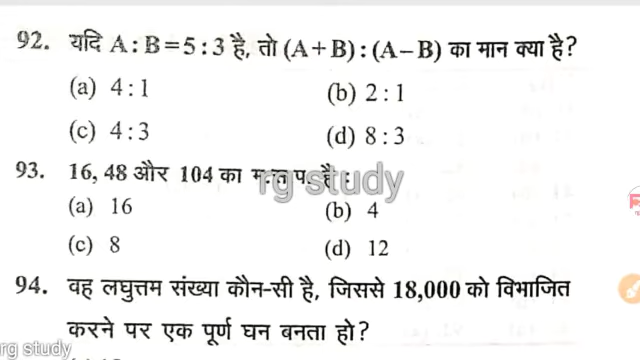 92. यदि A : B = 5 : 3 है, तो (A + B) : (A – B) का मान क्या है?
(a) 4 : 1 (b) 2 : 1
(c) 4 : 3 (d) 8 : 3
93. 16, 48 और 104 का है :
rg study
(a) 16 (b) 4
(c) 8 (d) 12
94. वह लघुत्तम संख्या कौन-सी है, जिससे 18,000 को विभाजित
करने पर एक पूर्ण घन बनता हो?
rg study